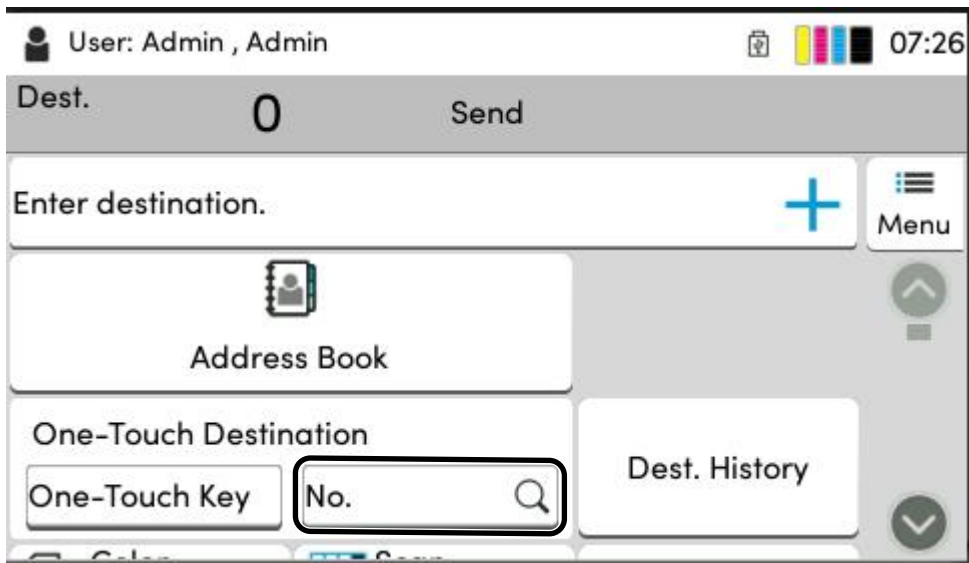 User: Admin , Admin
07:26
Dest.
0
Send
Enter destination.
Menu
Address Book
One-Touch Destination
One-Touch Key
No.
Dest. History